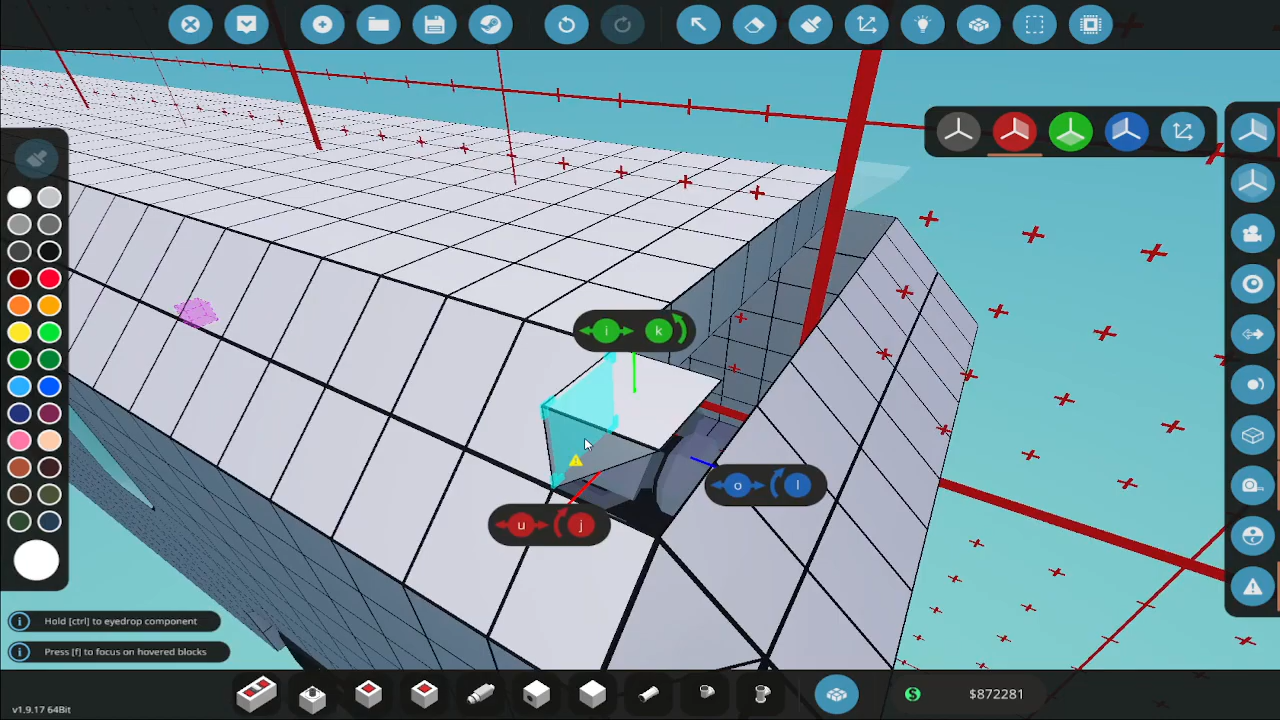 i k
o l
u j
Hold [ctrl] to eyedrop component
Press [f] to focus on hovered blocks
$872281
v1.9.17 64Bit